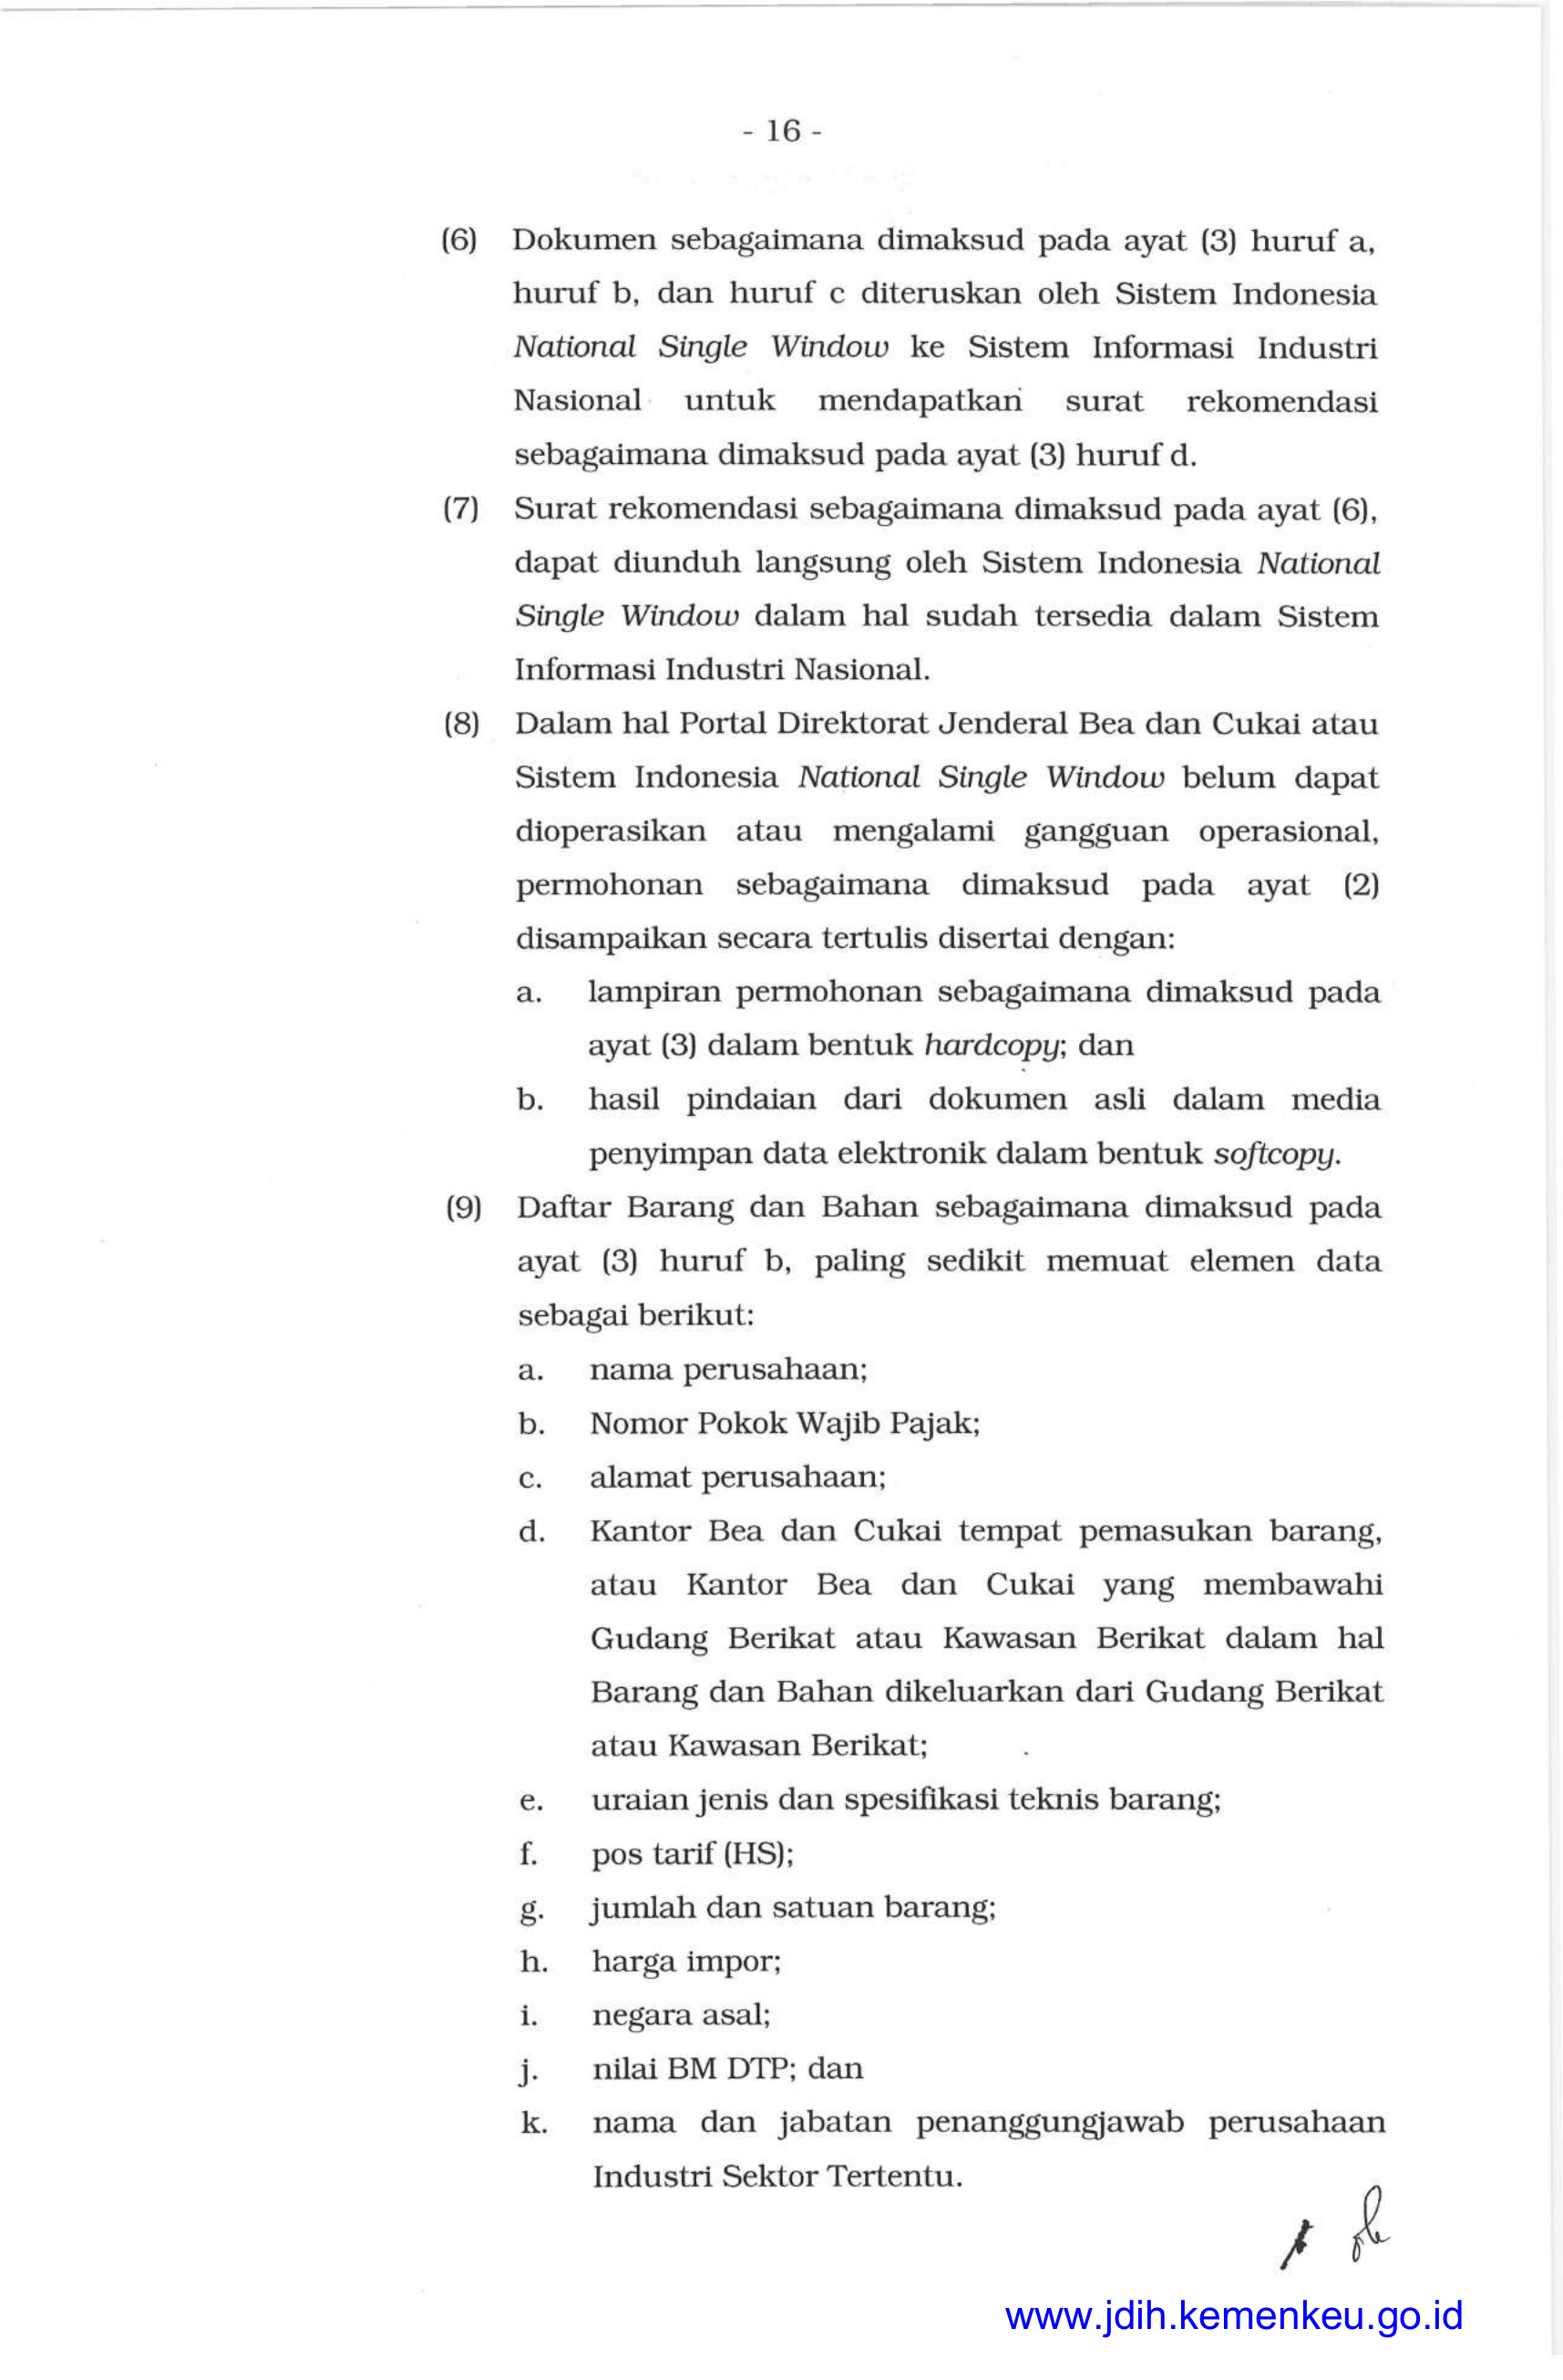 - 16 -
(6) Dokumen sebagaimana dimaksud pada ayat (3) huruf a,
huruf b, dan huruf c diteruskan oleh Sistem Indonesia
National Single Window ke Sistem Informasi Industri
Nasional untuk mendapatkan surat rekomendasi
sebagaimana dimaksud pada ayat (3) huruf d.
(7) Surat rekomendasi sebagaimana dimaksud pada ayat (6),
dapat diunduh langsung oleh Sistem Indonesia National
Single Window dalam hal sudah tersedia dalam Sistem
Informasi Industri Nasional.
(8) Dalam hal Portal Direktorat Jenderal Bea dan Cukai atau
Sistem Indonesia National Single Window belum dapat
dioperasikan atau mengalami gangguan operasional,
permohonan sebagaimana dimaksud pada ayat (2)
disampaikan secara tertulis disertai dengan:
a. lampiran permohonan sebagaimana dimaksud pada
ayat (3) dalam bentuk hardcopy; dan
b. hasil pindaian dari dokumen asli dalam media
penyimpan data elektronik dalam bentuk softcopy.
(9) Daftar Barang dan Bahan sebagaimana dimaksud pada
ayat (3) huruf b, paling sedikit memuat elemen data
sebagai berikut:
a. nama perusahaan;
b. Nomor Pokok Wajib Pajak;
c. alamat perusahaan;
d. Kantor Bea dan Cukai tempat pemasukan barang,
atau Kantor Bea dan Cukai yang membawahi
Gudang Berikat atau Kawasan Berikat dalam hal
Barang dan Bahan dikeluarkan dari Gudang Berikat
atau Kawasan Berikat;
e. uraian jenis dan spesifikasi teknis barang;
f. pos tarif (HS);
g. jumlah dan satuan barang;
h. harga impor;
i. negara asal;
j. nilai BM DTP; dan
k. nama dan jabatan penanggungjawab perusahaan
Industri Sektor Tertentu.
www.jdih.kemenkeu.go.id